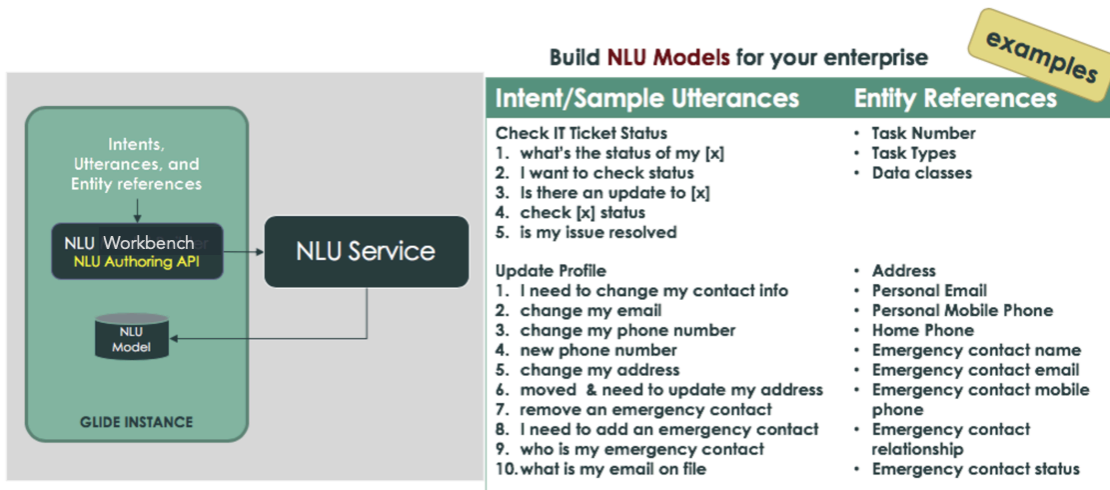 Build NLU Models for your enterprise
examples
Intents,
Utterances, and
Entity references
NLU Workbench
NLU Authoring API
NLU Service
NLU
Model
GLIDE INSTANCE
Intent/Sample Utterances
Check IT Ticket Status
1. what's the status of my [x]
2. I want to check status
3. Is there an update to [x]
4. check [x] status
5. is my issue resolved
Update Profile
1. I need to change my contact info
2. change my email
3. change my phone number
4. new phone number
5. change my address
6. moved & need to update my address
7. remove an emergency contact
8. I need to add an emergency contact
9. who is my emergency contact
10. what is my email on file
Entity References
• Task Number
• Task Types
• Data classes
• Address
• Personal Email
• Personal Mobile Phone
• Home Phone
• Emergency contact name
• Emergency contact email
• Emergency contact mobile
phone
• Emergency contact
relationship
• Emergency contact status